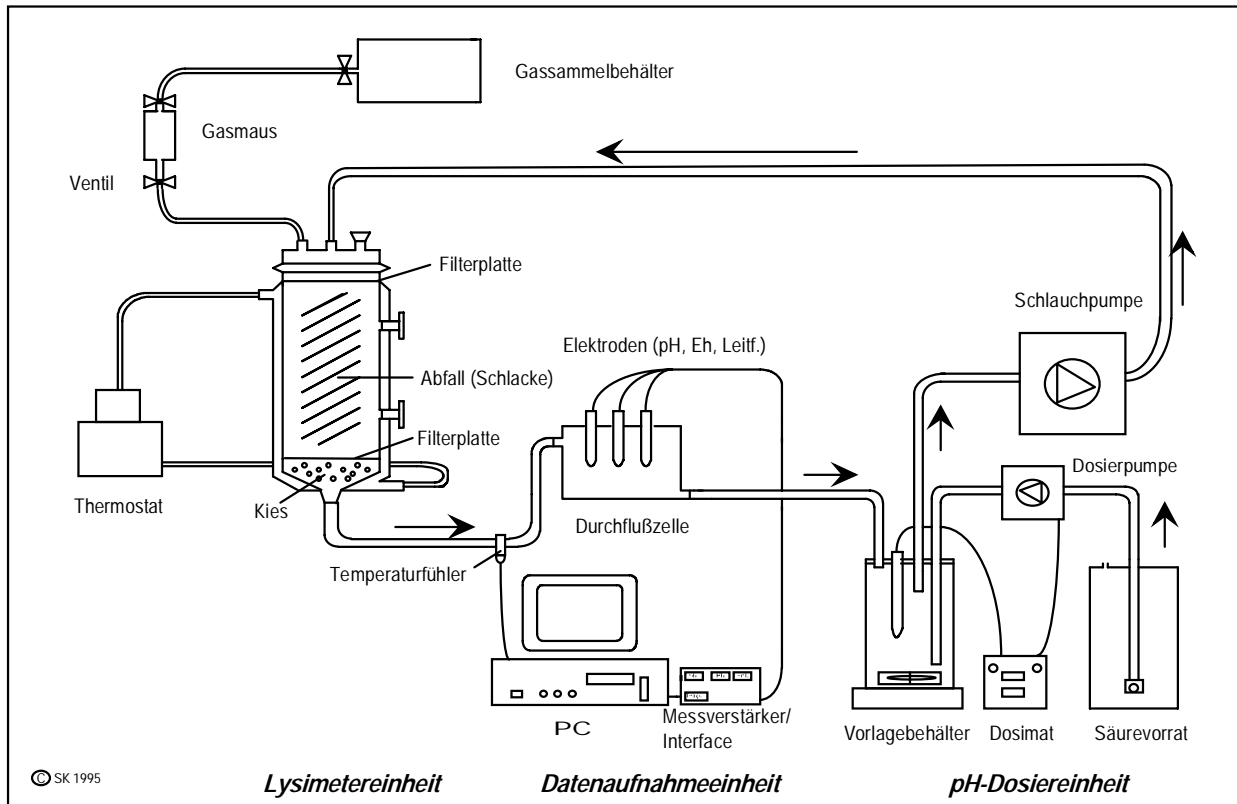 Gassammelbehälter
Gasmaus
Ventil
Filterplatte
Schlauchpumpe
Elektroden (pH, Eh, Leitf.)
Abfall (Schlacke)
Filterplatte
Dosierpumpe
Thermostat
Kies
Durchflußzelle
Temperaturfühler
PC
Messverstärker/
Interface
Vorlagebehälter
Dosimat
Säurevorrat
© SK 1995
Lysimetereinheit
Datenaufnahmeeinheit
pH-Dosiereinheit